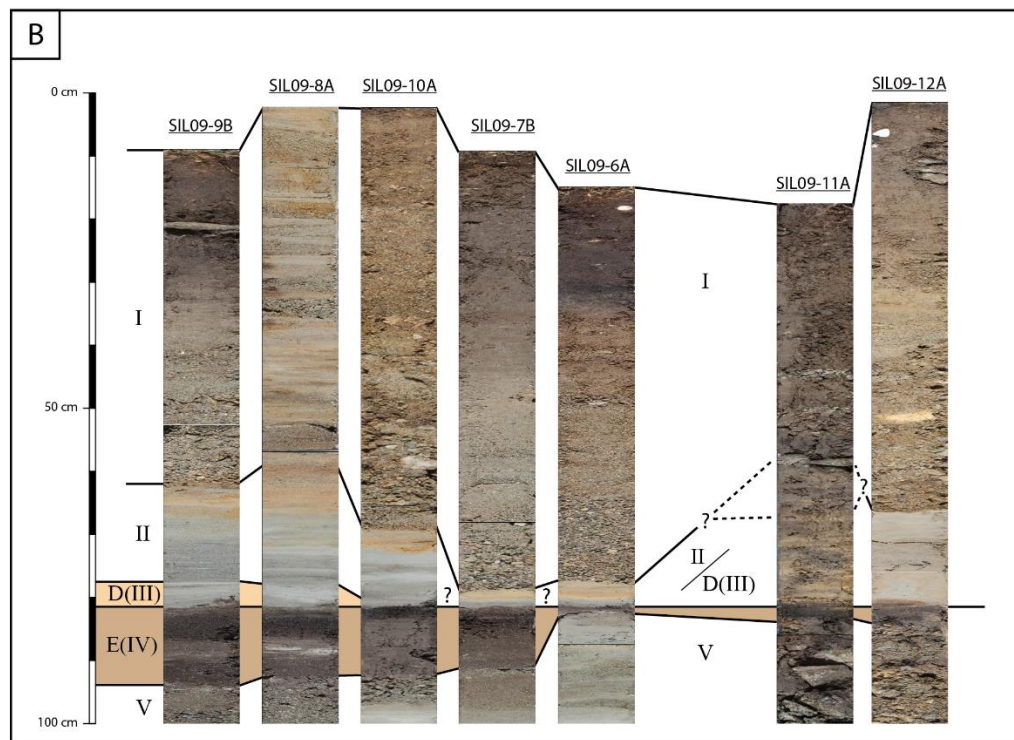 B
0 cm
SIL09-9B
SIL09-8A
SIL09-10A
SIL09-7B
SIL09-6A
SIL09-11A
SIL09-12A
I
I
50 cm
II
?
?
II
D(III)
D(III)
?
?
E(IV)
V
V
100 cm